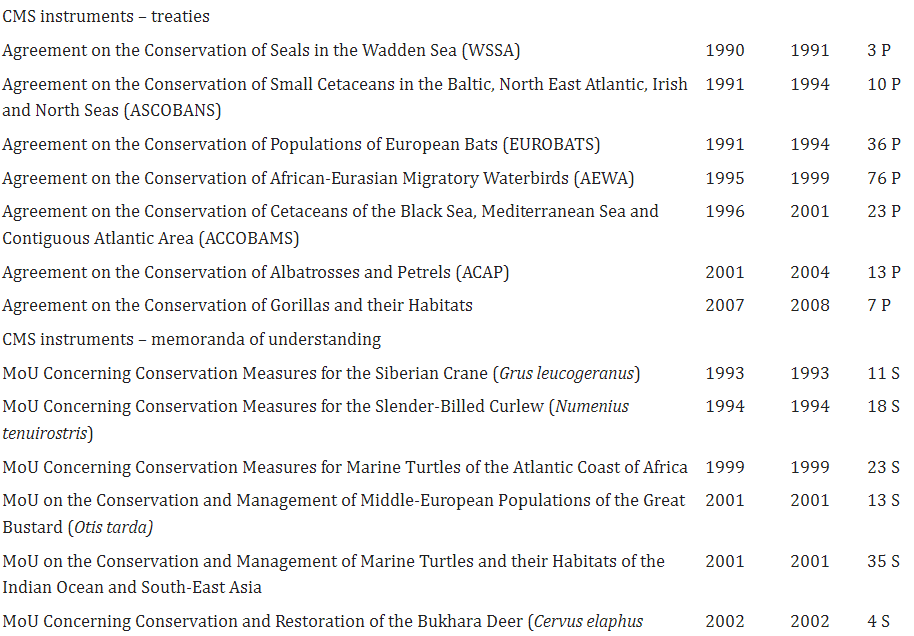 CMS instruments – treaties
Agreement on the Conservation of Seals in the Wadden Sea (WSSA) 1990 1991 3 P
Agreement on the Conservation of Small Cetaceans in the Baltic, North East Atlantic, Irish 1991 1994 10 P
and North Seas (ASCOBANS)
Agreement on the Conservation of Populations of European Bats (EUROBATS) 1991 1994 36 P
Agreement on the Conservation of African-Eurasian Migratory Waterbirds (AEWA) 1995 1999 76 P
Agreement on the Conservation of Cetaceans of the Black Sea, Mediterranean Sea and 1996 2001 23 P
Contiguous Atlantic Area (ACCOBAMS)
Agreement on the Conservation of Albatrosses and Petrels (ACAP) 2001 2004 13 P
Agreement on the Conservation of Gorillas and their Habitats 2007 2008 7 P
CMS instruments – memoranda of understanding
MoU Concerning Conservation Measures for the Siberian Crane (Grus leucogeranus) 1993 1993 11 S
MoU Concerning Conservation Measures for the Slender-Billed Curlew (Numenius 1994 1994 18 S
tenuirostris)
MoU Concerning Conservation Measures for Marine Turtles of the Atlantic Coast of Africa 1999 1999 23 S
MoU on the Conservation and Management of Middle-European Populations of the Great 2001 2001 13 S
Bustard (Otis tarda)
MoU on the Conservation and Management of Marine Turtles and their Habitats of the 2001 2001 35 S
Indian Ocean and South-East Asia
MoU Concerning Conservation and Restoration of the Bukhara Deer (Cervus elaphus 2002 2002 4 S